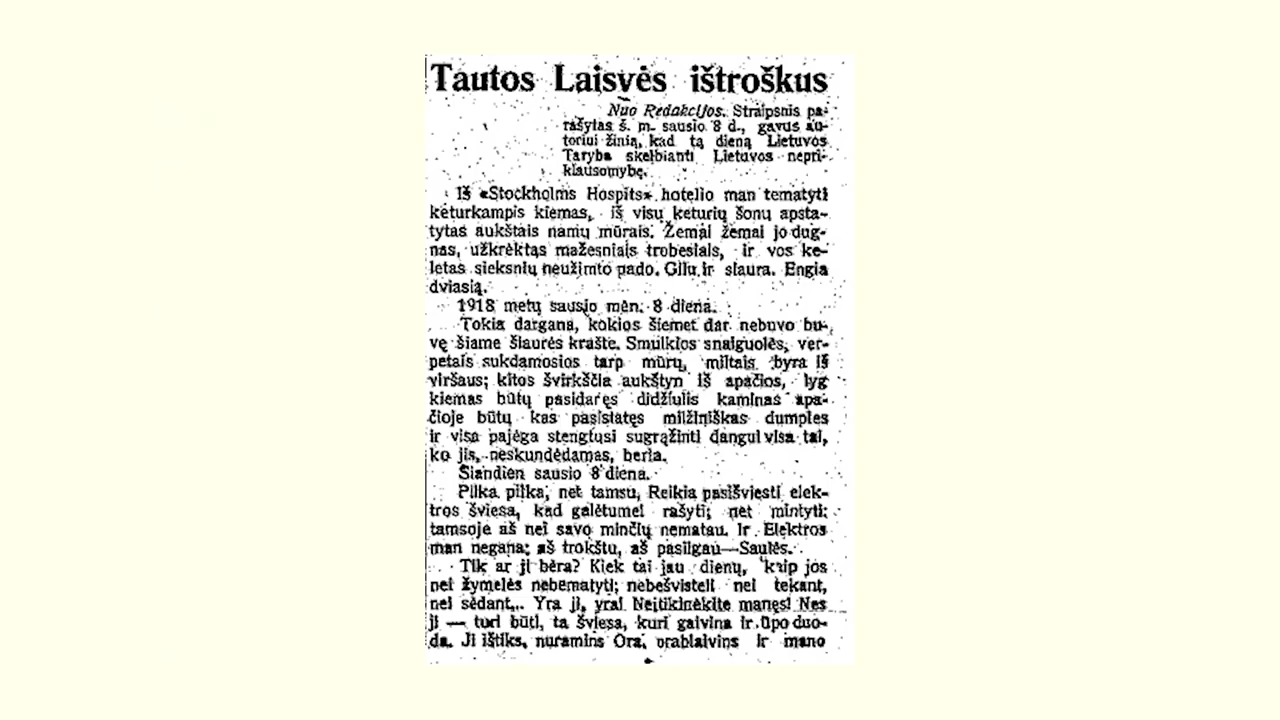 Tautos Laisvės ištroškus
Nuo Redakcijos. Straipsnis pa-
rašytas š. m. sausio 8 d., gavus au-
toriui žinią, kad tą dieną Lietuvos
Taryba skelbianti Lietuvos nepri-
klausomybę.
Iš «Stockholms Hospits» hotelio man tematyti
keturkampis kiemas, iš visų keturių šonų apsta-
tytas aukštais namų mūrais. Žemai žemai jo dug-
nas, užkrėktas mažesniais trobesiais, ir vos ke-
letas sieksnių neužimto pado. Gilu ir siaura. Engia
dviasią.
1918 metų sausio mėn. 8 diena.
Tokia dargana, kokios šiemet dar nebuvo bu-
vę šiame šiaurės krašte. Smulkios snaiguolės, ver-
petais sukdamosios tarp mūrų, miltais byra iš
viršaus; kitos švirkščia aukštyn iš apačios, lyg
kiemas būtų pasidaręs didžiulis kaminas apa-
čioje būtų kas pasistatęs milžiniškas dumples
ir visa pajėga stengtųsi sugrąžinti dangui visa tai,
ko jis, neskundėdamas, beria.
Šiandien sausio 8 diena.
Pilka pilka, net tamsu, Reikia pasišviesti elek-
tros šviesa, kad galėtumei rašyti; net mintyti:
tamsoje aš nei savo minčių nematau. Ir Elektros
man negana; aš trokštu, aš pasilgau—Saulės.
Tik ar ji bėra? Kiek tai jau dienų, kaip jos
nei žymelės nebematyti; nebešvisteli nei tekant,
nei sėdant... Yra ji, yra! Neįtikinėkite manęs! Nes
ji — turi būti, ta šviesa, kuri gaivina ir ūpo duo-
da. Ji ištiks, nuramins Orą, prablaivins ir mano